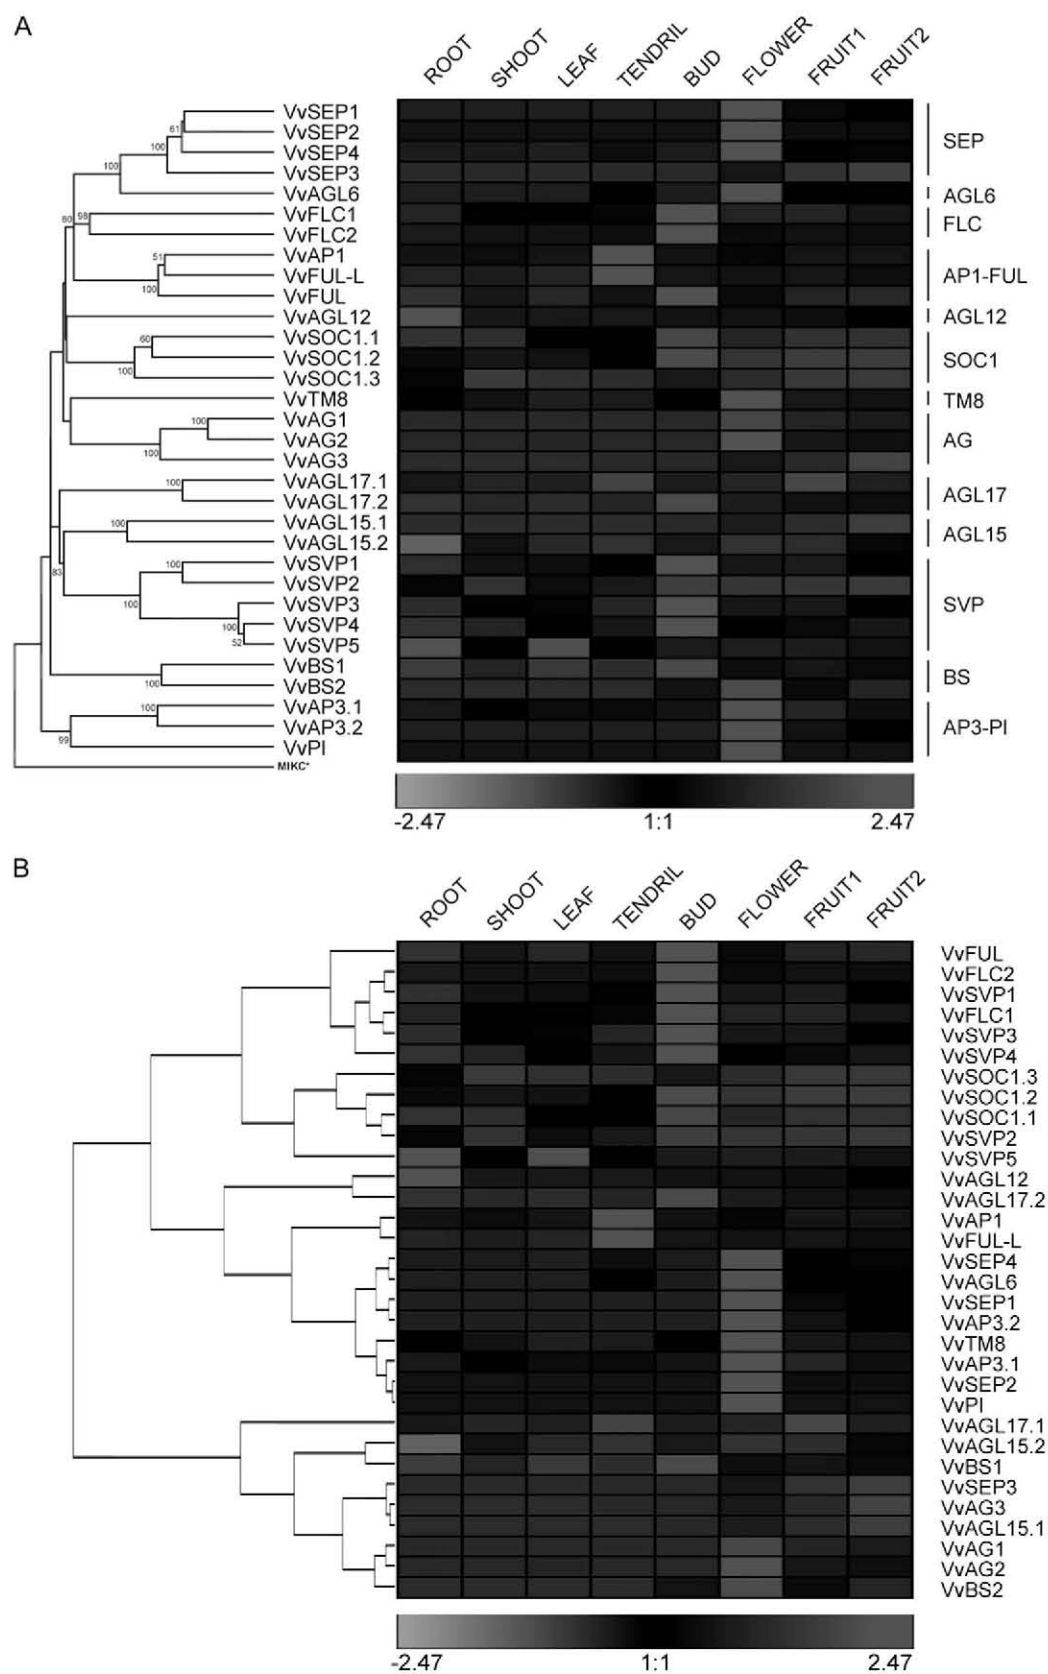 A
ROOT SHOOT LEAF TENDRIL BUD FLOWER FRUIT1 FRUIT2
VvSEP1
61
VvSEP2
SEP
100
VvSEP4
100
VvSEP3
VvAGL6
AGL6
80 98
VvFLC1
FLC
VvFLC2
51
VvAP1
VvFUL-L
AP1-FUL
100
VvFUL
VvAGL12
AGL12
60
VvSOC1.1
VvSOC1.2
SOC1
100
VvSOC1.3
VvTM8
TM8
100
VvAG1
VvAG2
AG
100
VvAG3
100
VvAGL17.1
AGL17
VvAGL17.2
100
VvAGL15.1
AGL15
VvAGL15.2
83
100
VvSVP1
VvSVP2
100
VvSVP3
SVP
100
VvSVP4
52
VvSVP5
VvBS1
BS
100
VvBS2
100
VvAP3.1
VvAP3.2
AP3-PI
99
VvPI
MIKC*
-2.47 1:1 2.47
B
ROOT SHOOT LEAF TENDRIL BUD FLOWER FRUIT1 FRUIT2
VvFUL
VvFLC2
VvSVP1
VvFLC1
VvSVP3
VvSVP4
VvSOC1.3
VvSOC1.2
VvSOC1.1
VvSVP2
VvSVP5
VvAGL12
VvAGL17.2
VvAP1
VvFUL-L
VvSEP4
VvAGL6
VvSEP1
VvAP3.2
VvTM8
VvAP3.1
VvSEP2
VvPI
VvAGL17.1
VvAGL15.2
VvBS1
VvSEP3
VvAG3
VvAGL15.1
VvAG1
VvAG2
VvBS2
-2.47 1:1 2.47